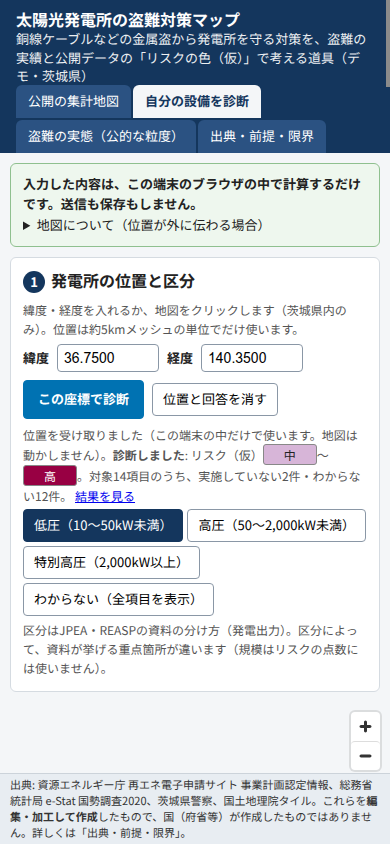 太陽光発電所の盗難対策マップ
銅線ケーブルなどの金属盗から発電所を守る対策を、盗難の
実績と公開データの「リスクの色（仮）」で考える道具（デ
モ・茨城県）
公開の集計地図
自分の設備を診断
盗難の実態（公的な粒度）
出典・前提・限界
入力した内容は、この端末のブラウザの中で計算するだけ
です。送信も保存もしません。
▶ 地図について（位置が外に伝わる場合）
1 発電所の位置と区分
緯度・経度を入れるか、地図をクリックします（茨城県内の
み）。位置は約5kmメッシュの単位でだけ使います。
緯度 36.7500 経度 140.3500
この座標で診断
位置と回答を消す
位置を受け取りました（この端末の中だけで使います。地図は
動かしません）。診断しました: リスク（仮） 中 〜
高 。対象14項目のうち、実施していない2件・わからな
い12件。 結果を見る
低圧（10〜50kW未満）
高圧（50〜2,000kW未満）
特別高圧（2,000kW以上）
わからない（全項目を表示）
区分はJPEA・REASPの資料の分け方（発電出力）。区分によっ
て、資料が挙げる重点箇所が違います（規模はリスクの点数に
は使いません）。
+
−
出典: 資源エネルギー庁 再エネ電子申請サイト 事業計画認定情報、総務省
統計局 e-Stat 国勢調査2020、茨城県警察、国土地理院タイル。これらを編
集・加工して作成したもので、国（府省等）が作成したものではありませ
ん。詳しくは「出典・前提・限界」。